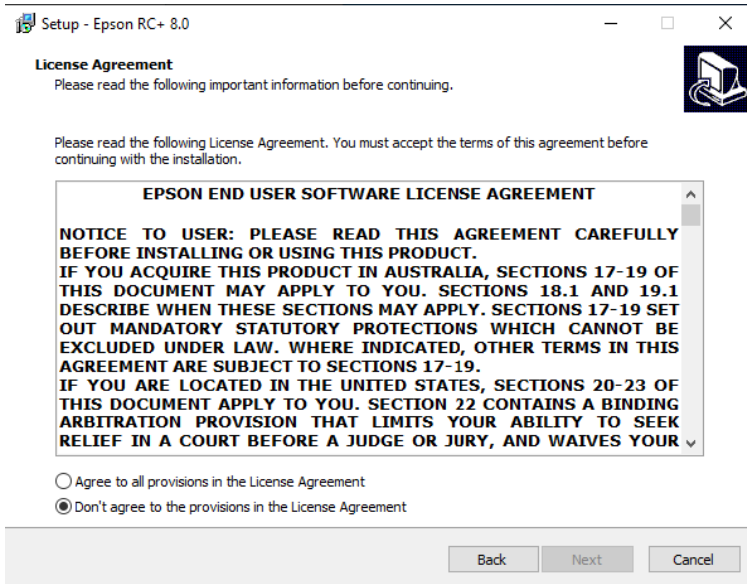 Setup - Epson RC+ 8.0
License Agreement
Please read the following important information before continuing.
Please read the following License Agreement. You must accept the terms of this agreement before
continuing with the installation.
EPSON END USER SOFTWARE LICENSE AGREEMENT
NOTICE TO USER: PLEASE READ THIS AGREEMENT CAREFULLY
BEFORE INSTALLING OR USING THIS PRODUCT.
IF YOU ACQUIRE THIS PRODUCT IN AUSTRALIA, SECTIONS 17-19 OF
THIS DOCUMENT MAY APPLY TO YOU. SECTIONS 18.1 AND 19.1
DESCRIBE WHEN THESE SECTIONS MAY APPLY. SECTIONS 17-19 SET
OUT MANDATORY STATUTORY PROTECTIONS WHICH CANNOT BE
EXCLUDED UNDER LAW. WHERE INDICATED, OTHER TERMS IN THIS
AGREEMENT ARE SUBJECT TO SECTIONS 17-19.
IF YOU ARE LOCATED IN THE UNITED STATES, SECTIONS 20-23 OF
THIS DOCUMENT APPLY TO YOU. SECTION 22 CONTAINS A BINDING
ARBITRATION PROVISION THAT LIMITS YOUR ABILITY TO SEEK
RELIEF IN A COURT BEFORE A JUDGE OR JURY, AND WAIVES YOUR
Agree to all provisions in the License Agreement
Don't agree to the provisions in the License Agreement
Back Next Cancel